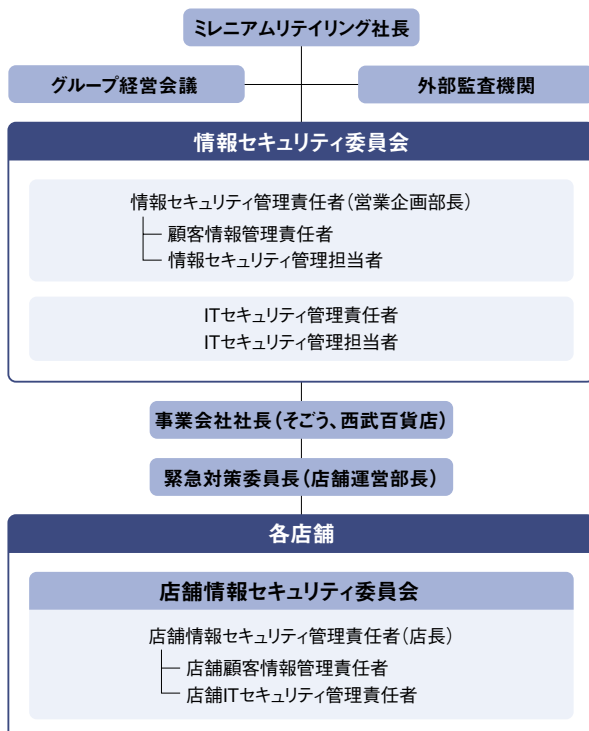 ミレニアムリテイリング社長
グループ経営会議
外部監査機関
情報セキュリティ委員会
情報セキュリティ管理責任者（営業企画部長）
顧客情報管理責任者
情報セキュリティ管理担当者
ITセキュリティ管理責任者
ITセキュリティ管理担当者
事業会社社長（そごう、西武百貨店）
緊急対策委員長（店舗運営部長）
各店舗
店舗情報セキュリティ委員会
店舗情報セキュリティ管理責任者（店長）
店舗顧客情報管理責任者
店舗ITセキュリティ管理責任者